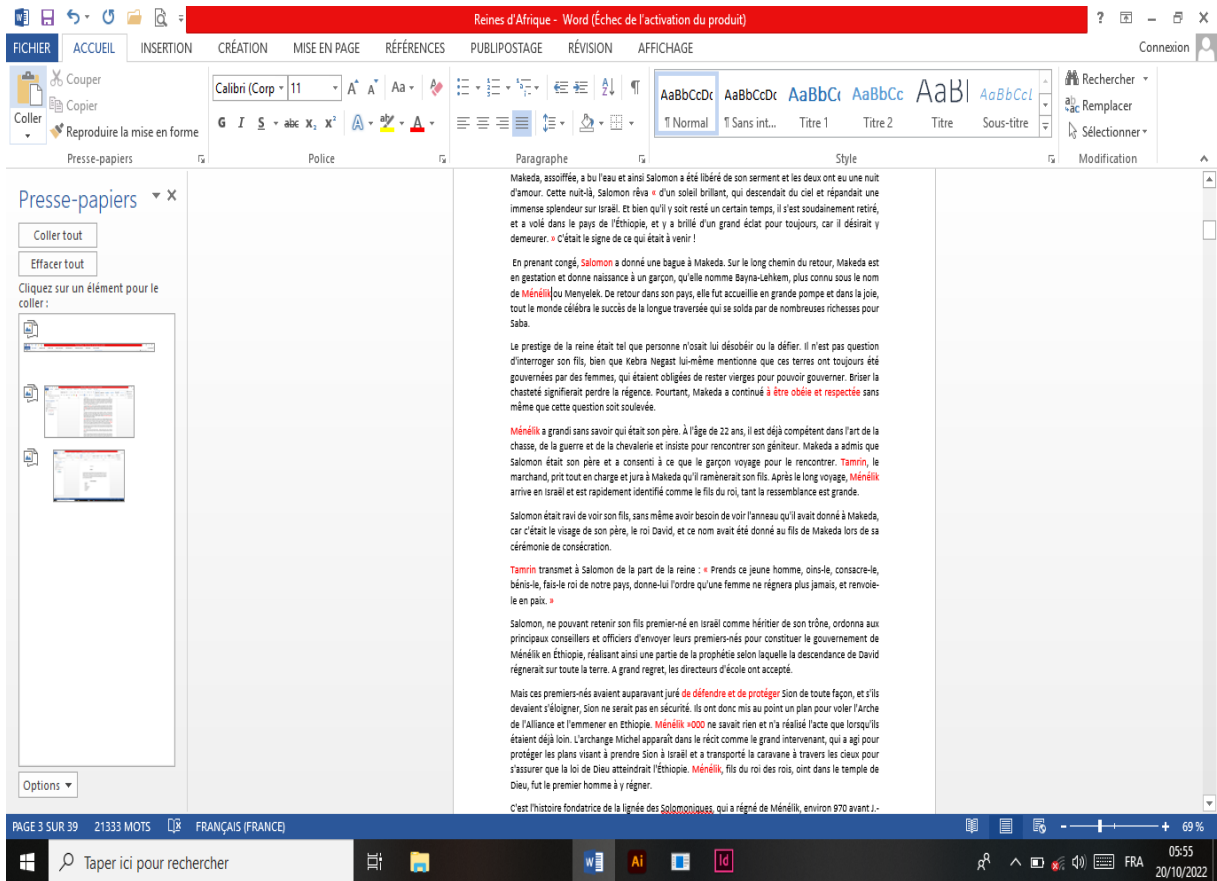 Reines d'Afrique - Word (Échec de l'activation du produit)
FICHIER ACCUEIL INSERTION CRÉATION MISE EN PAGE RÉFÉRENCES PUBLIPOSTAGE RÉVISION AFFICHAGE Connexion
Coller
Couper
Copier
Reproduire la mise en forme
Presse-papiers
Calibri (Corp 11
G I S abc X₂ X²
Police
Paragraphe
AaBbCcDc AaBbCcDc AaBbCc AaBbCc AaBl AaBbCcL
¶ Normal ¶ Sans int... Titre 1 Titre 2 Titre Sous-titre
Style
Rechercher
Remplacer
Sélectionner
Modification
Presse-papiers
Coller tout
Effacer tout
Cliquez sur un élément pour le
coller :
Options
Makeda, assoiffée, a bu l'eau et ainsi Salomon a été libéré de son serment et les deux ont eu une nuit
d'amour. Cette nuit-là, Salomon rêva « d'un soleil brillant, qui descendait du ciel et répandait une
immense splendeur sur Israël. Et bien qu'il y soit resté un certain temps, il s'est soudainement retiré,
et a volé dans le pays de l'Éthiopie, et y a brillé d'un grand éclat pour toujours, car il désirait y
demeurer. » C'était le signe de ce qui était à venir !
En prenant congé, Salomon a donné une bague à Makeda. Sur le long chemin du retour, Makeda est
en gestation et donne naissance à un garçon, qu'elle nomme Bayna-Lehkem, plus connu sous le nom
de Ménélik ou Menyelek. De retour dans son pays, elle fut accueillie en grande pompe et dans la joie,
tout le monde célébra le succès de la longue traversée qui se solda par de nombreuses richesses pour
Saba.
Le prestige de la reine était tel que personne n'osait lui désobéir ou la défier. Il n'est pas question
d'interroger son fils, bien que Kebra Negast lui-même mentionne que ces terres ont toujours été
gouvernées par des femmes, qui étaient obligées de rester vierges pour pouvoir gouverner. Briser la
chasteté signifierait perdre la régence. Pourtant, Makeda a continué à être obéie et respectée sans
même que cette question soit soulevée.
Ménélik a grandi sans savoir qui était son père. À l'âge de 22 ans, il est déjà compétent dans l'art de la
chasse, de la guerre et de la chevalerie et insiste pour rencontrer son géniteur. Makeda a admis que
Salomon était son père et a consenti à ce que le garçon voyage pour le rencontrer. Tamrin, le
marchand, prit tout en charge et jura à Makeda qu'il ramènerait son fils. Après le long voyage, Ménélik
arrive en Israël et est rapidement identifié comme le fils du roi, tant la ressemblance est grande.
Salomon était ravi de voir son fils, sans même avoir besoin de voir l'anneau qu'il avait donné à Makeda,
car c'était le visage de son père, le roi David, et ce nom avait été donné au fils de Makeda lors de sa
cérémonie de consécration.
Tamrin transmet à Salomon de la part de la reine : « Prends ce jeune homme, oins-le, consacre-le,
bénis-le, fais-le roi de notre pays, donne-lui l'ordre qu'une femme ne régnera plus jamais, et renvoie-
le en paix. »
Salomon, ne pouvant retenir son fils premier-né en Israël comme héritier de son trône, ordonna aux
principaux conseillers et officiers d'envoyer leurs premiers-nés pour constituer le gouvernement de
Ménélik en Éthiopie, réalisant ainsi une partie de la prophétie selon laquelle la descendance de David
régnerait sur toute la terre. A grand regret, les directeurs d'école ont accepté.
Mais ces premiers-nés avaient auparavant juré de défendre et de protéger Sion de toute façon, et s'ils
devaient s'éloigner, Sion ne serait pas en sécurité. Ils ont donc mis au point un plan pour voler l'Arche
de l'Alliance et l'emmener en Ethiopie. Ménélik »000 ne savait rien et n'a réalisé l'acte que lorsqu'ils
étaient déjà loin. L'archange Michel apparaît dans le récit comme le grand intervenant, qui a agi pour
protéger les plans visant à prendre Sion à Israël et a transporté la caravane à travers les cieux pour
s'assurer que la loi de Dieu atteindrait l'Éthiopie. Ménélik, fils du roi des rois, oint dans le temple de
Dieu, fut le premier homme à y régner.
C'est l'histoire fondatrice de la lignée des Solomoniques, qui a régné de Ménélik, environ 970 avant J.-
PAGE 3 SUR 39 21333 MOTS FRANÇAIS (FRANCE) 69 %
Taper ici pour rechercher
Ai
Id
FRA
05:55
20/10/2022